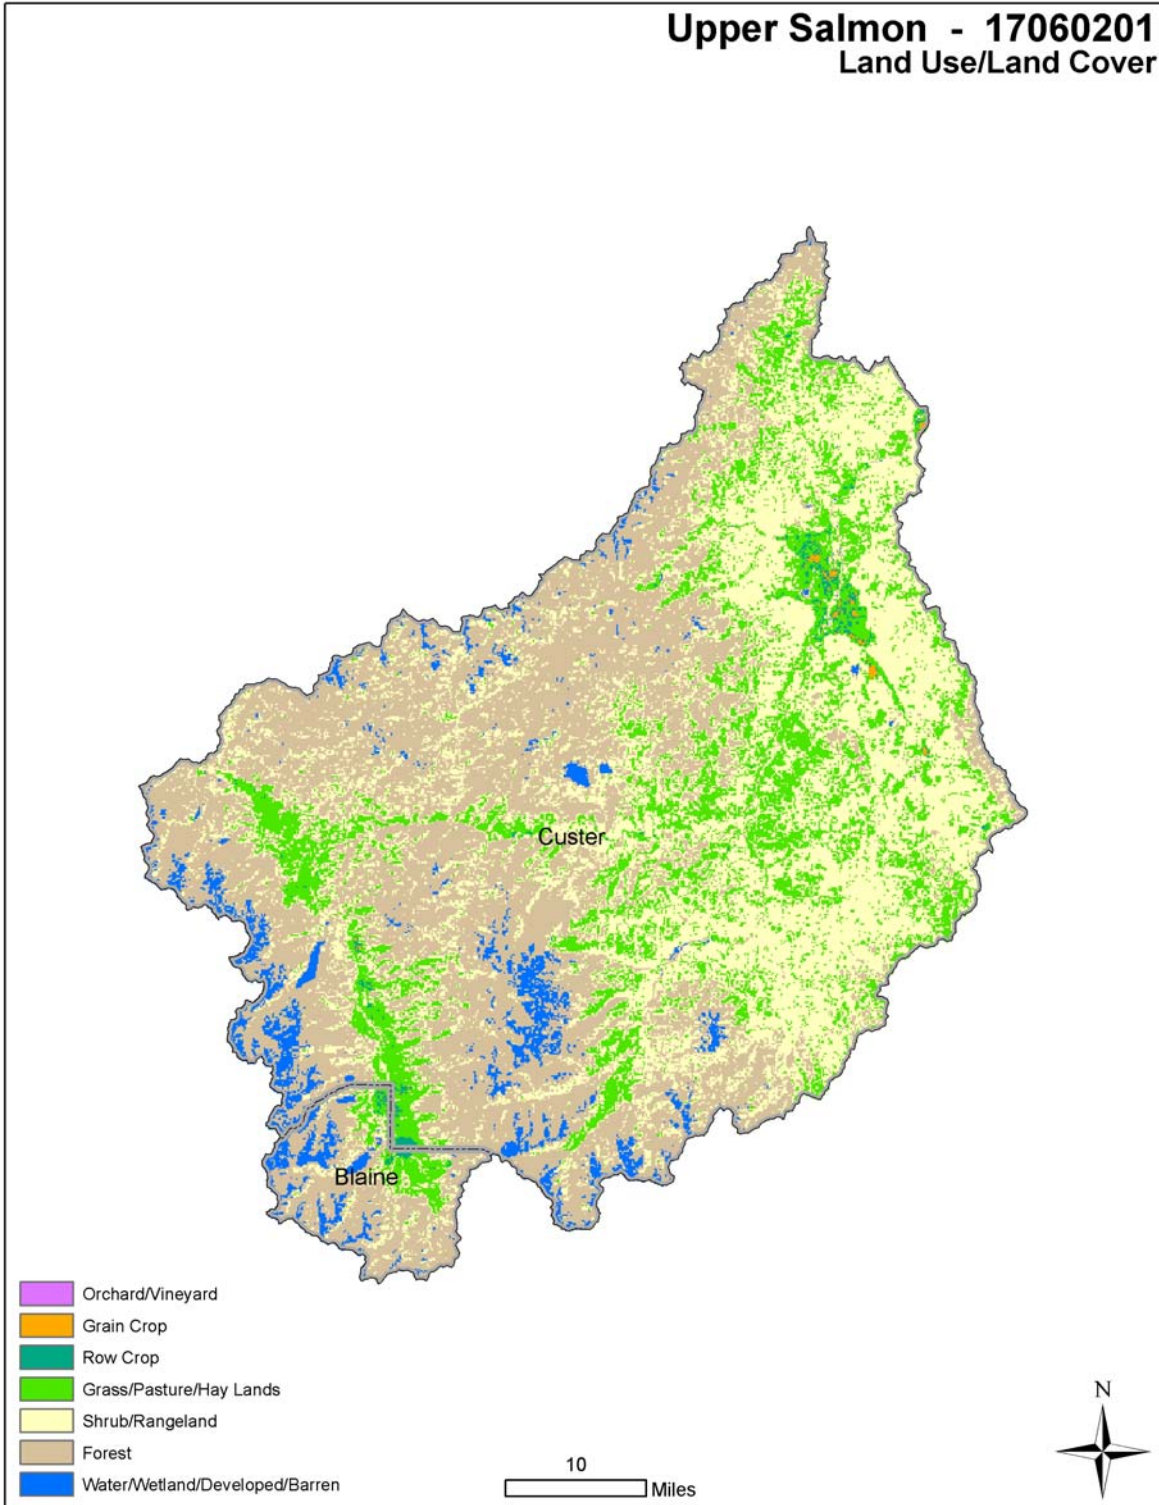 Upper Salmon - 17060201
Land Use/Land Cover
Custer
Blaine
Orchard/Vineyard
Grain Crop
Row Crop
Grass/Pasture/Hay Lands
Shrub/Rangeland
Forest
Water/Wetland/Developed/Barren
10
Miles
N